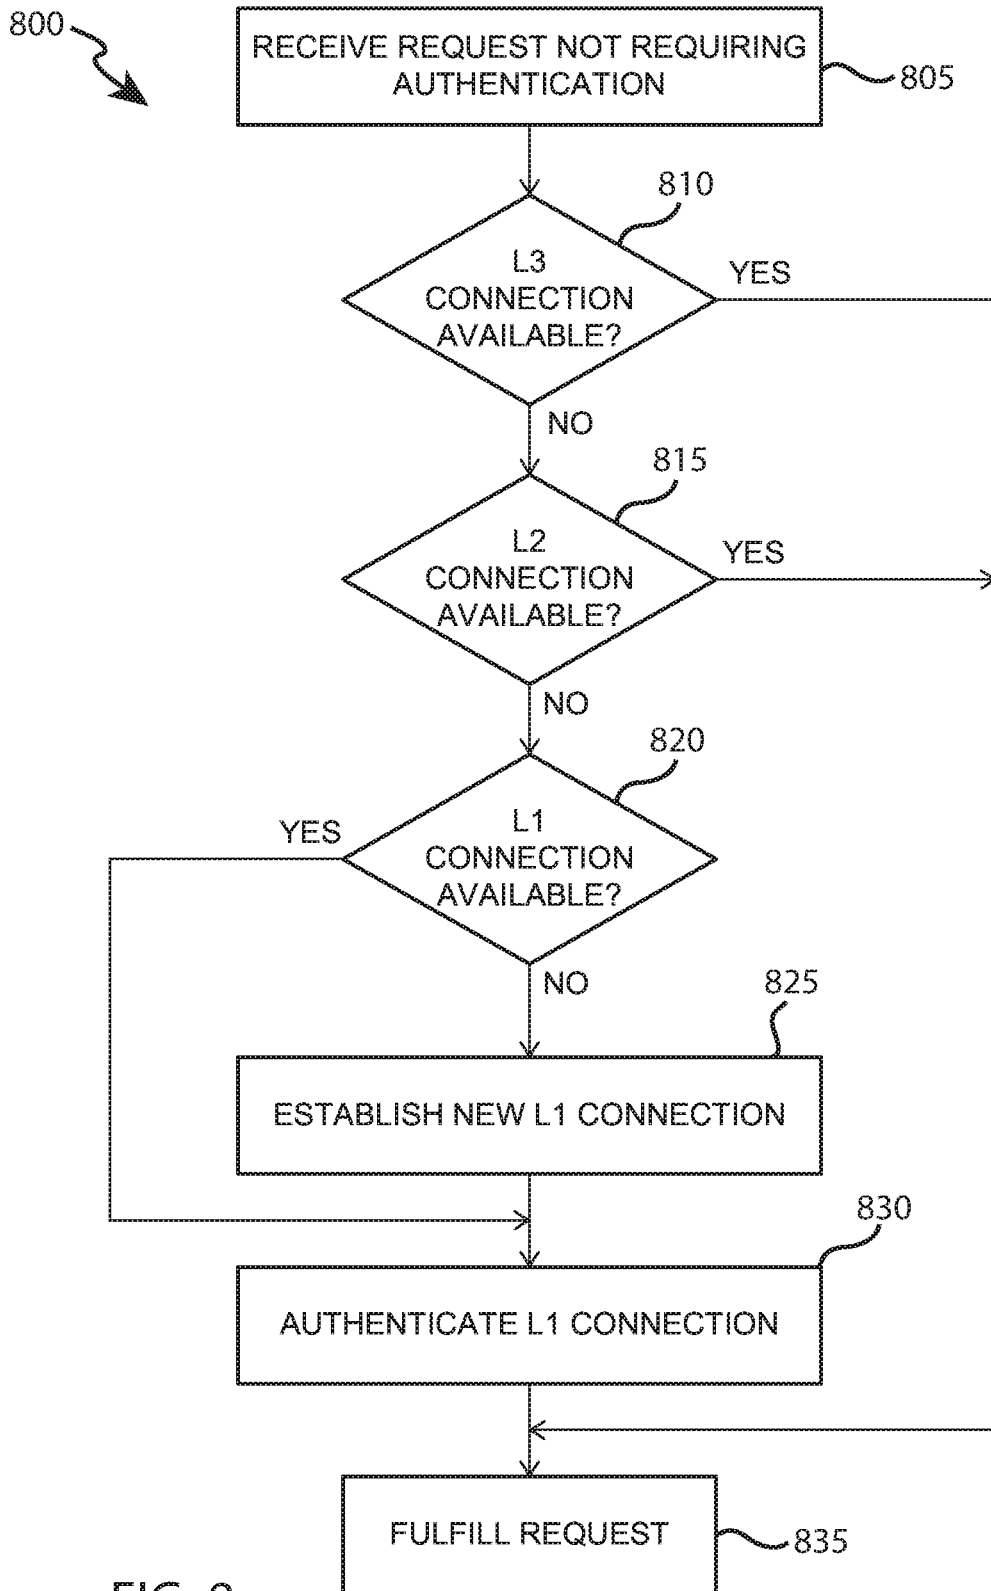 800
RECEIVE REQUEST NOT REQUIRING
AUTHENTICATION
805
810
L3
CONNECTION
AVAILABLE?
YES
NO
815
L2
CONNECTION
AVAILABLE?
YES
NO
820
L1
CONNECTION
AVAILABLE?
YES
NO
825
ESTABLISH NEW L1 CONNECTION
830
AUTHENTICATE L1 CONNECTION
FULFILL REQUEST
835
FIG.